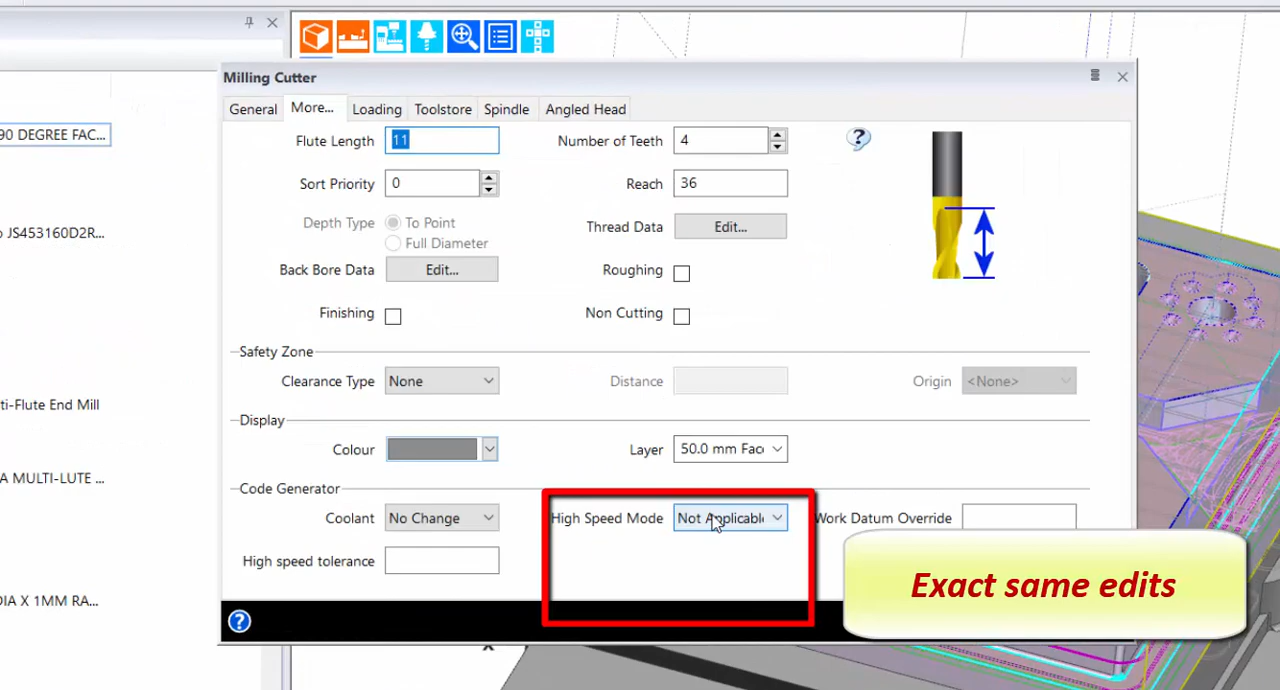 Milling Cutter
General More... Loading Toolstore Spindle Angled Head
90 DEGREE FAC...
Flute Length 11 Number of Teeth 4
Sort Priority 0 Reach 36
Depth Type To Point Thread Data Edit...
JS453160D2R...
Full Diameter
Back Bore Data Edit... Roughing
Finishing Non Cutting
Safety Zone
Clearance Type None Distance Origin <None>
ti-Flute End Mill
Display
Colour Layer 50.0 mm Fac
A MULTI-LUTE ...
Code Generator
Coolant No Change High Speed Mode Not Applicabl Work Datum Override
High speed tolerance
Exact same edits
DIA X 1MM RA...